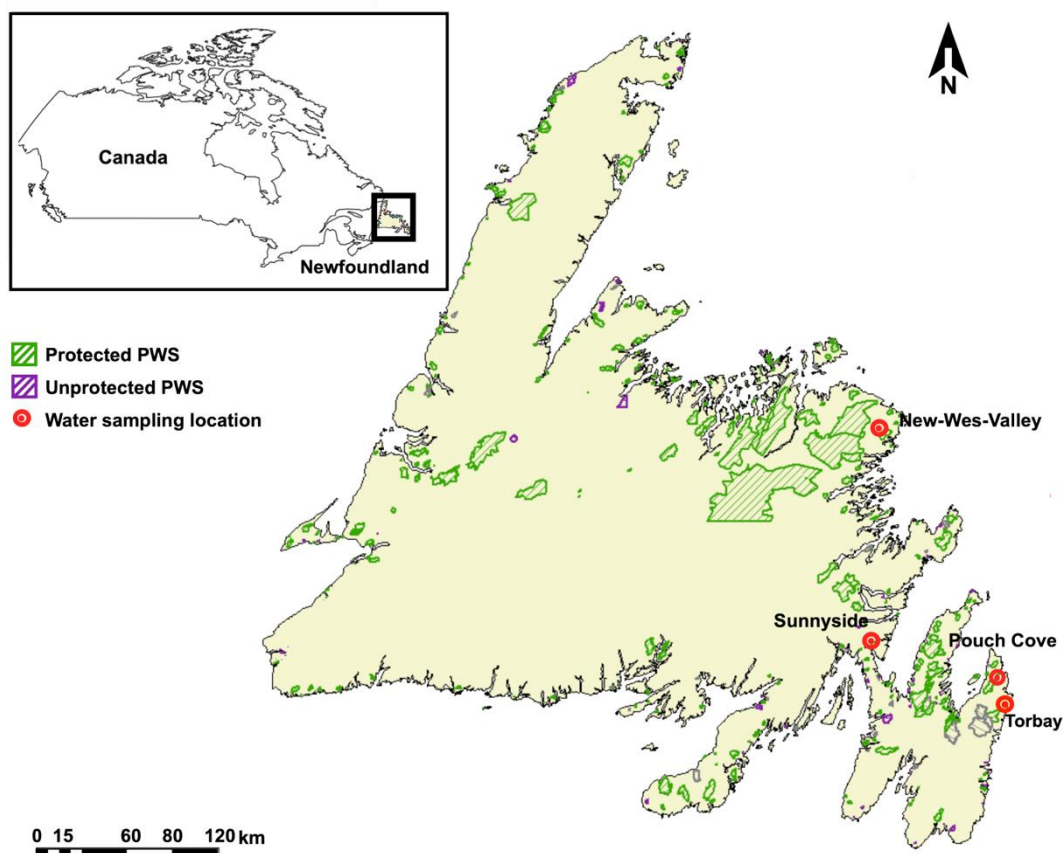 Canada
Newfoundland
N
Protected PWS
Unprotected PWS
Water sampling location
New-Wes-Valley
Sunnyside
Pouch Cove
Torbay
0 15 60 80 120 km